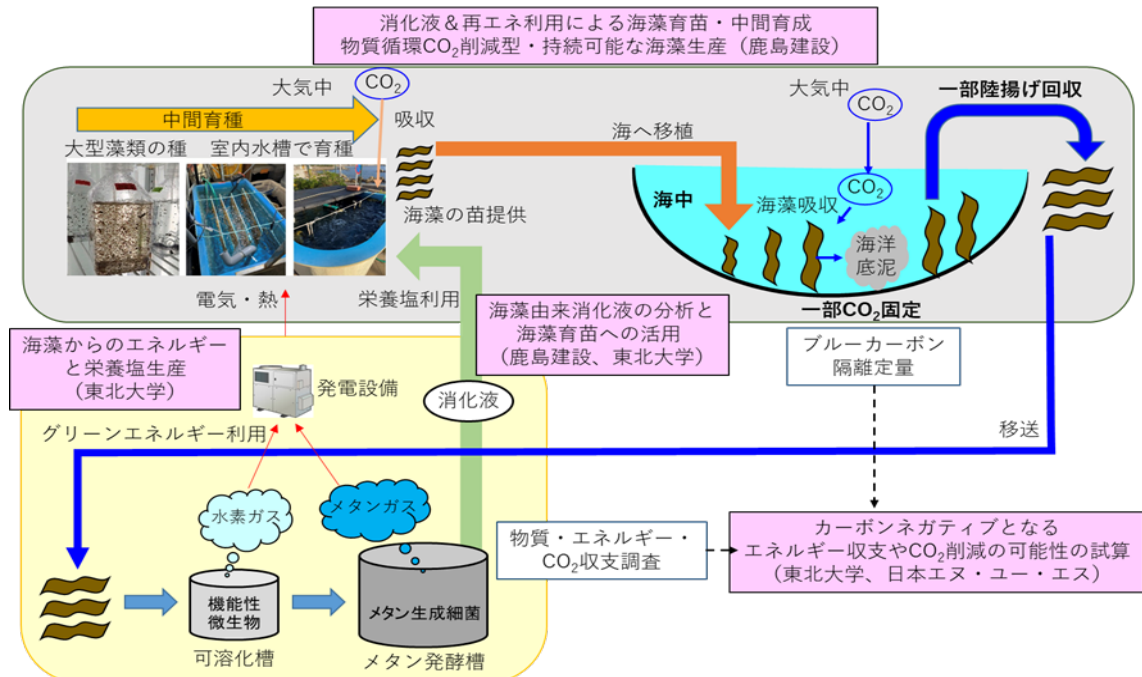 消化液＆再エネ利用による海藻育苗・中間育成
物質循環CO₂削減型・持続可能な海藻生産（鹿島建設）
大気中
CO₂
中間育種
吸収
大型藻類の種
室内水槽で育種
海藻の苗提供
電気・熱
栄養塩利用
海へ移植
大気中
CO₂
一部陸揚げ回収
海中
CO₂
海藻吸収
海洋
底泥
一部CO₂固定
海藻からのエネルギー
と栄養塩生産
（東北大学）
海藻由来消化液の分析と
海藻育苗への活用
（鹿島建設、東北大学）
ブルーカーボン
隔離定量
発電設備
消化液
グリーンエネルギー利用
移送
水素ガス
メタンガス
機能性
微生物
可溶化槽
メタン生成細菌
メタン発酵槽
物質・エネルギー・
CO₂収支調査
カーボンネガティブとなる
エネルギー収支やCO₂削減の可能性の試算
（東北大学、日本エヌ・ユー・エス）